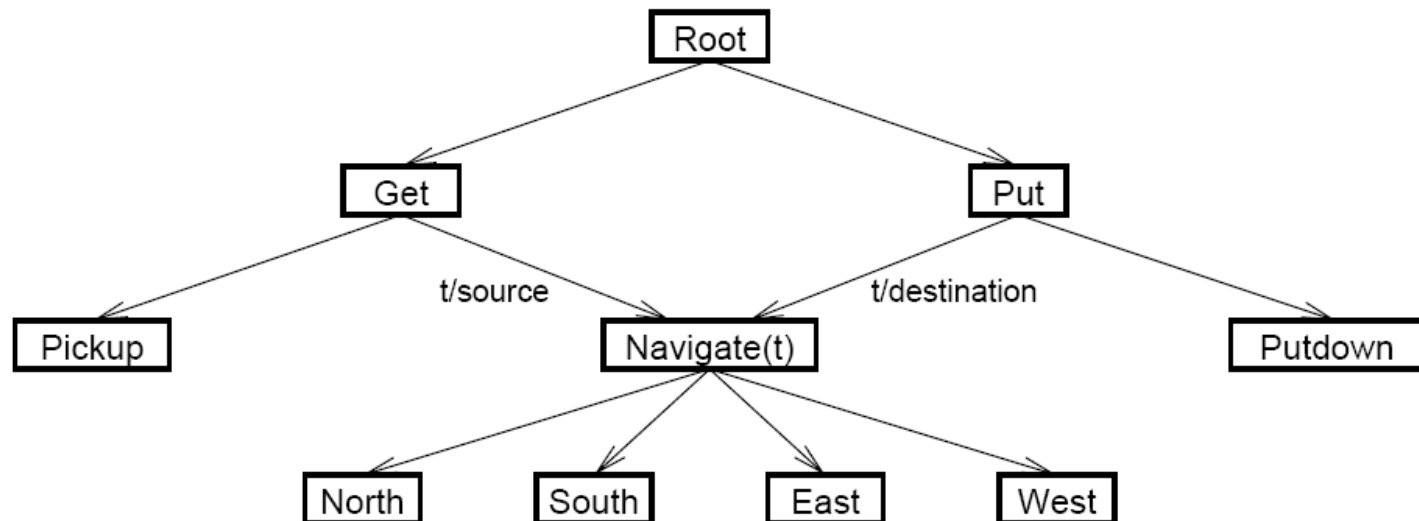 Root
Get
Put
t/source
t/destination
Pickup
Navigate(t)
Putdown
North
South
East
West